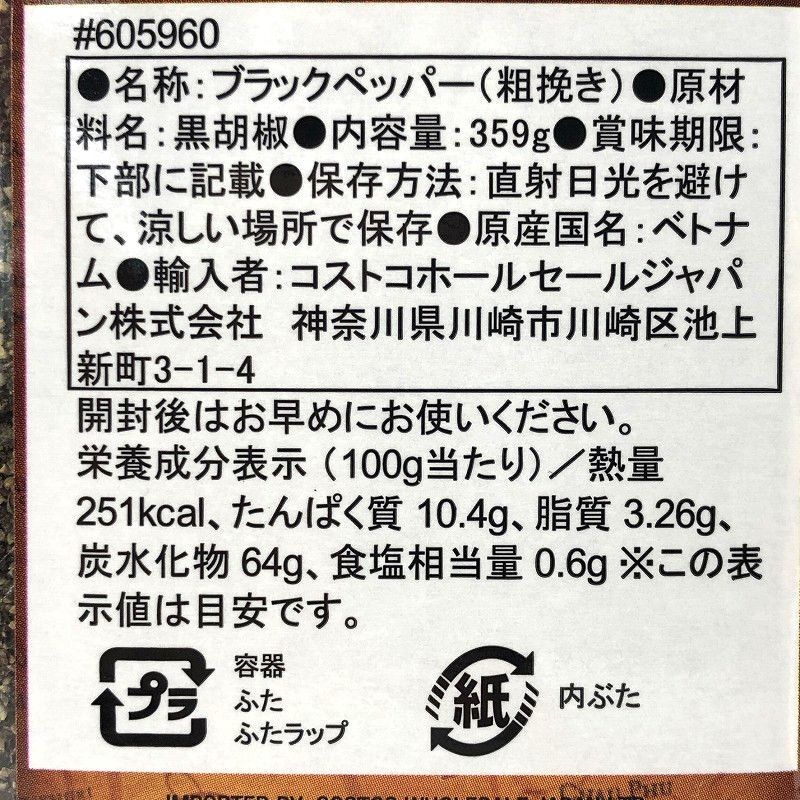 #605960
●名称：ブラックペッパー（粗挽き）●原材
料名：黒胡椒●内容量：359g●賞味期限：
下部に記載●保存方法：直射日光を避け
て、涼しい場所で保存●原産国名：ベトナ
ム●輸入者：コストコホールセールジャパ
ン株式会社　神奈川県川崎市川崎区池上
新町3-1-4
開封後はお早めにお使いください。
栄養成分表示（100g当たり）／熱量
251kcal、たんぱく質 10.4g、脂質 3.26g、
炭水化物 64g、食塩相当量 0.6g ※この表
示値は目安です。
プラ
容器
ふた
ふたラップ
紙
内ぶた